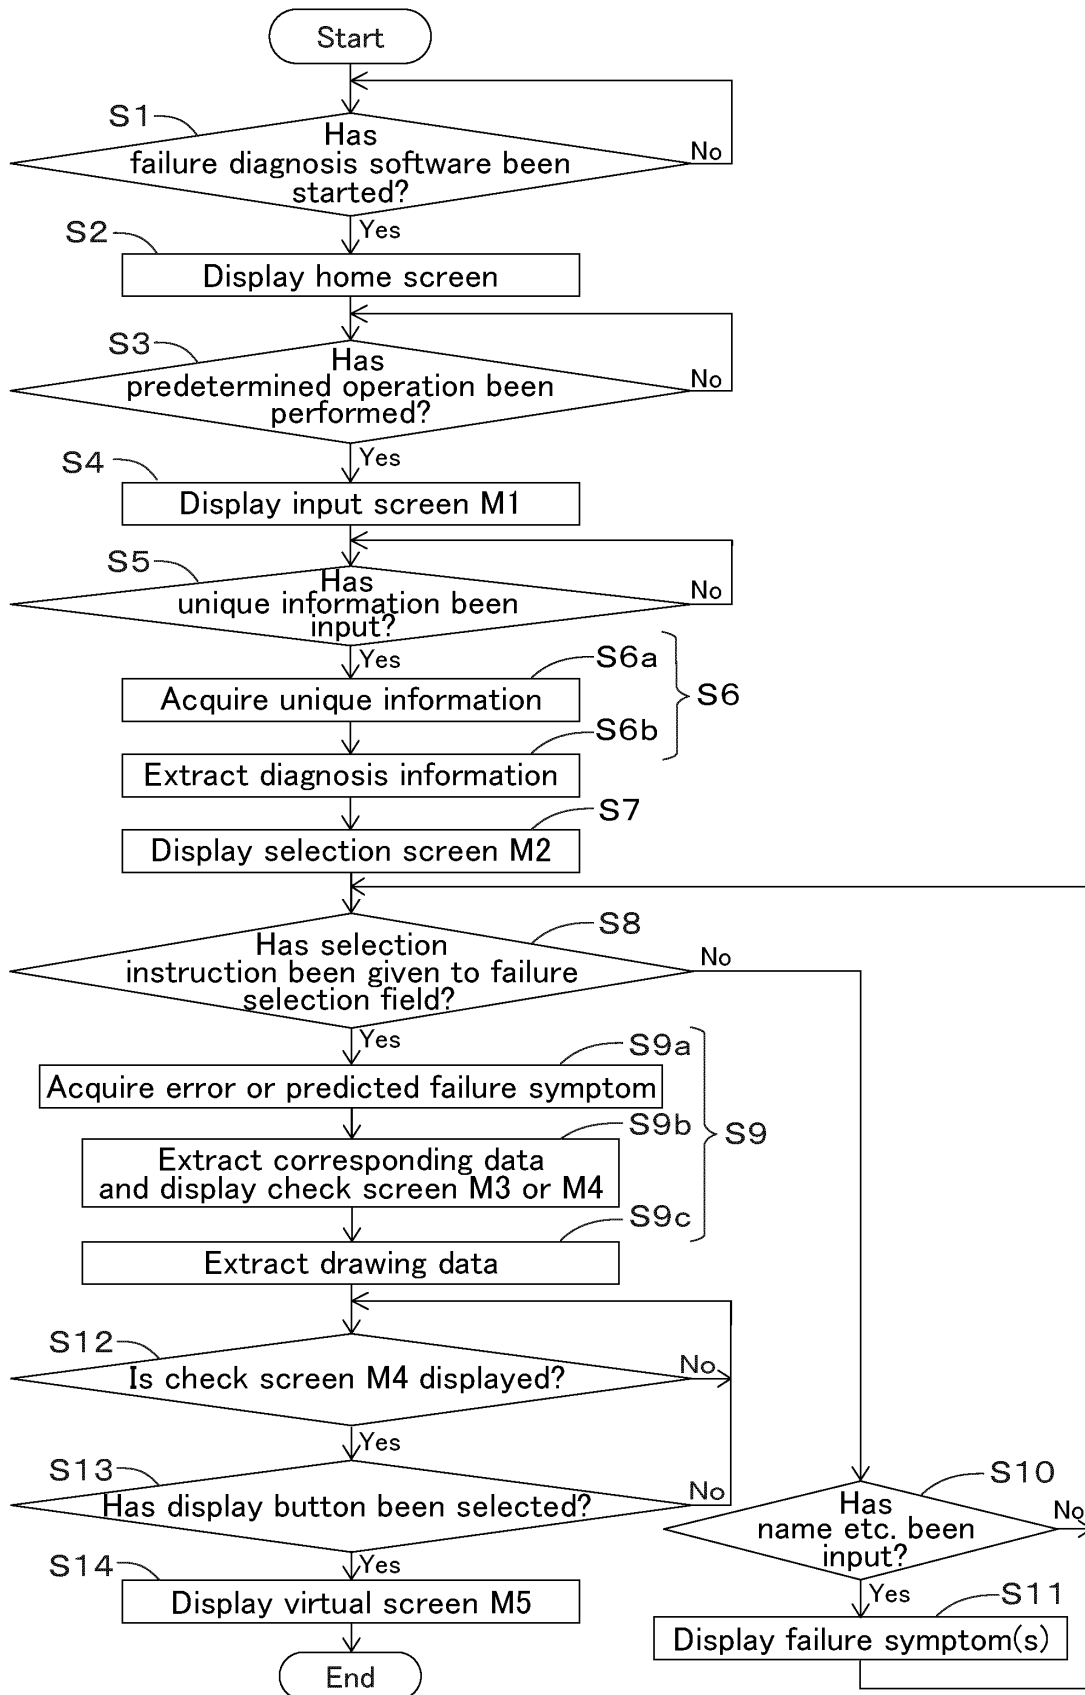 Start
S1
Has
failure diagnosis software been
started?
No
Yes
S2
Display home screen
S3
Has
predetermined operation been
performed?
No
Yes
S4
Display input screen M1
S5
Has
unique information been
input?
No
Yes
S6a
Acquire unique information
S6
S6b
Extract diagnosis information
S7
Display selection screen M2
S8
Has selection
instruction been given to failure
selection field?
No
Yes
S9a
Acquire error or predicted failure symptom
S9b
S9
Extract corresponding data
and display check screen M3 or M4
S9c
Extract drawing data
S12
Is check screen M4 displayed?
No
Yes
S13
Has display button been selected?
No
Yes
S14
Display virtual screen M5
End
S10
Has
name etc. been
input?
No
Yes
S11
Display failure symptom(s)